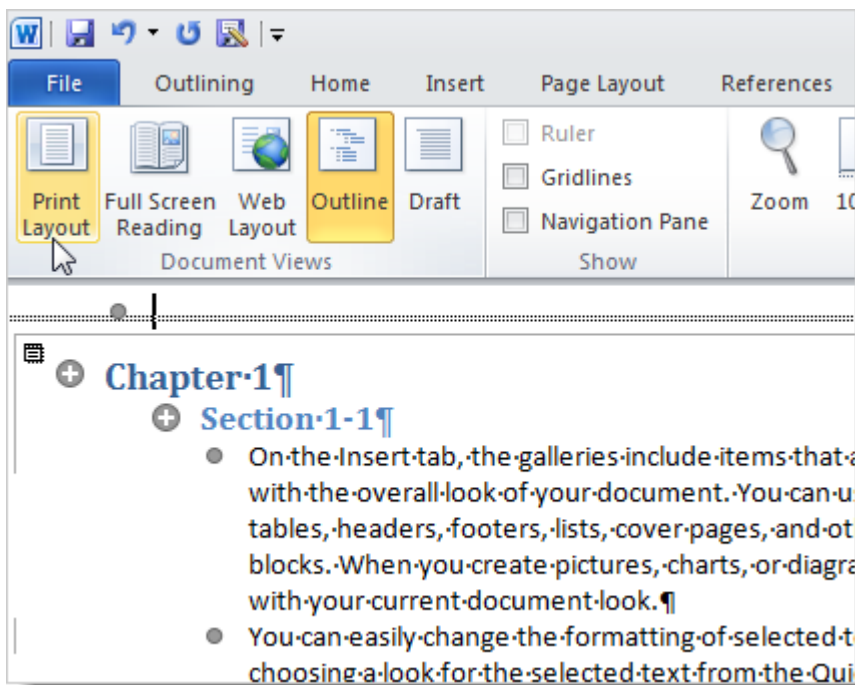 W
File Outlining Home Insert Page Layout References
Print Layout
Full Screen Reading
Web Layout
Outline
Draft
Document Views
Ruler
Gridlines
Navigation Pane
Show
Zoom
10
Chapter·1¶
Section·1-1¶
On·the·Insert·tab,·the·galleries·include·items·that·a
with·the·overall·look·of·your·document.·You·can·u
tables,·headers,·footers,·lists,·cover·pages,·and·ot
blocks.·When·you·create·pictures,·charts,·or·diagra
with·your·current·document·look.¶
You·can·easily·change·the·formatting·of·selected·t
choosing·a·look·for·the·selected·text·from·the·Qui